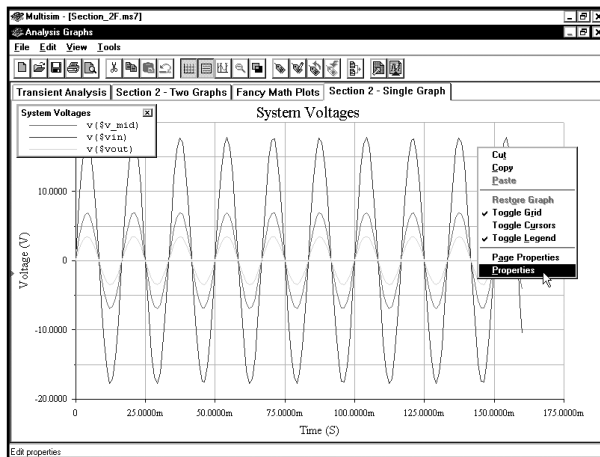 Multisim - [Section_2F.ms7]
Analysis Graphs
File Edit View Tools
Transient Analysis Section 2 - Two Graphs Fancy Math Plots Section 2 - Single Graph
System Voltages
System Voltages
v($v_mid)
v($vin)
v($vout)
Cut
Copy
Paste
Restore Graph
Toggle Grid
Toggle Cursors
Toggle Legend
Page Properties
Properties
Voltage (V)
10.0000
0
-10.0000
-20.0000
0 25.0000m 50.0000m 75.0000m 100.0000m 125.0000m 150.0000m 175.0000m
Time (S)
Edit properties